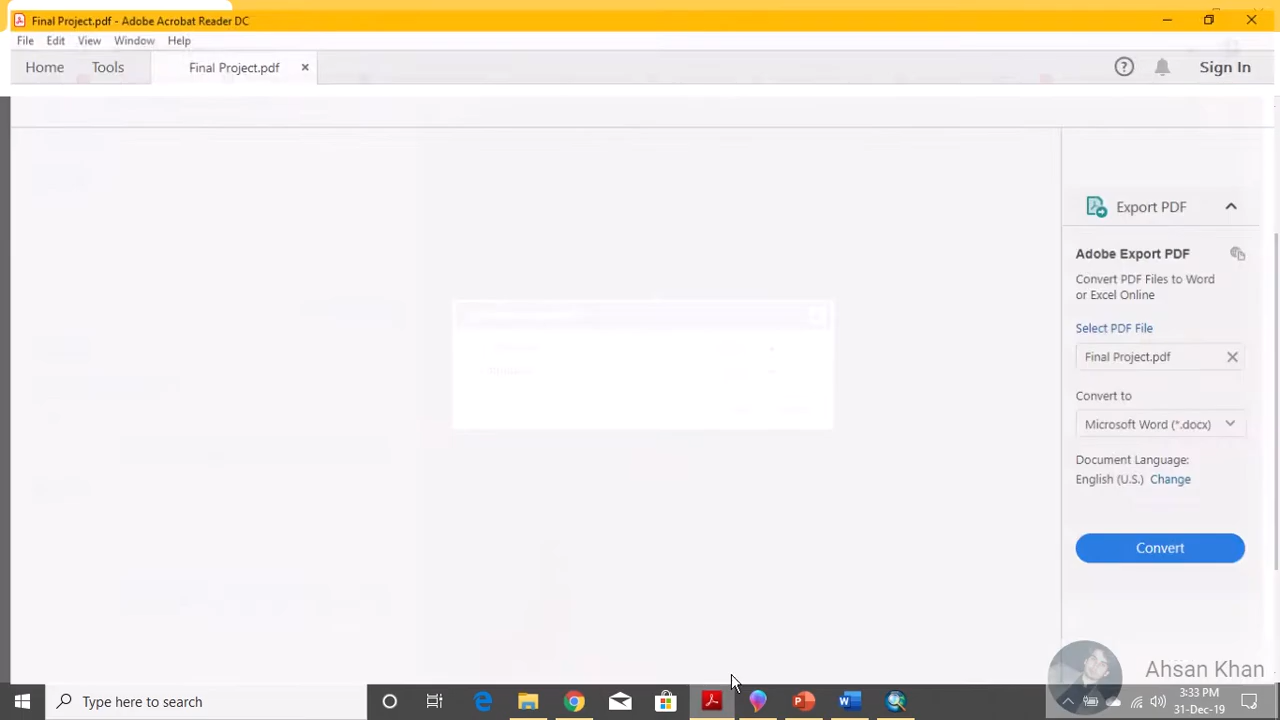 Final Project.pdf - Adobe Acrobat Reader DC
File Edit View Window Help
Home Tools Final Project.pdf × Sign In
Export PDF
Adobe Export PDF
Convert PDF Files to Word
or Excel Online
Select PDF File
Final Project.pdf
Convert to
Microsoft Word (*.docx)
Document Language:
English (U.S.) Change
Convert
Ahsan Khan
Type here to search
3:33 PM
31-Dec-19